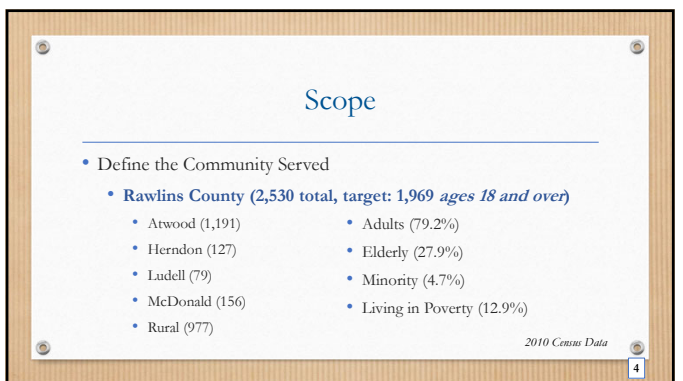 Scope
• Define the Community Served
• Rawlins County (2,530 total, target: 1,969 ages 18 and over)
• Atwood (1,191)
• Herndon (127)
• Ludell (79)
• McDonald (156)
• Rural (977)
• Adults (79.2%)
• Elderly (27.9%)
• Minority (4.7%)
• Living in Poverty (12.9%)
2010 Census Data
4